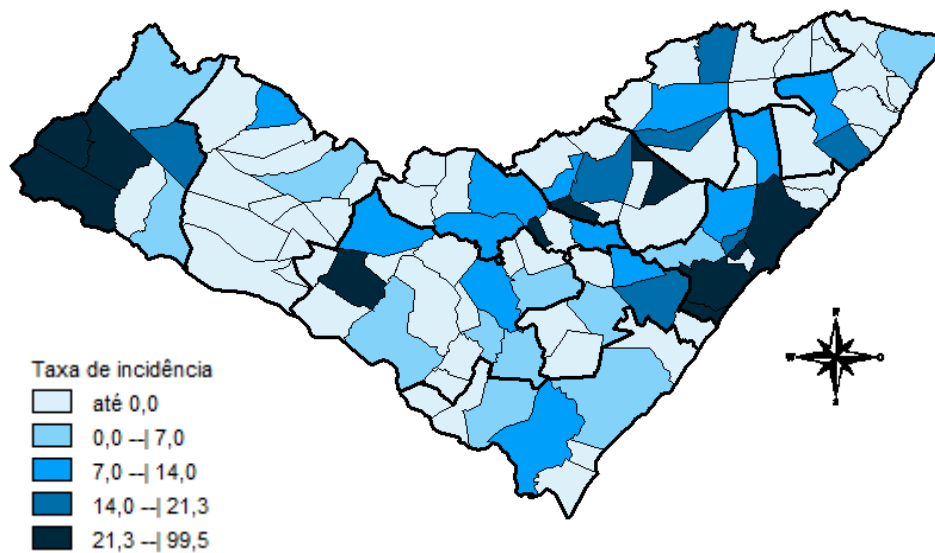 Taxa de incidência
até 0,0
0,0 --| 7,0
7,0 --| 14,0
14,0 --| 21,3
21,3 --| 99,5
N
W
O
S